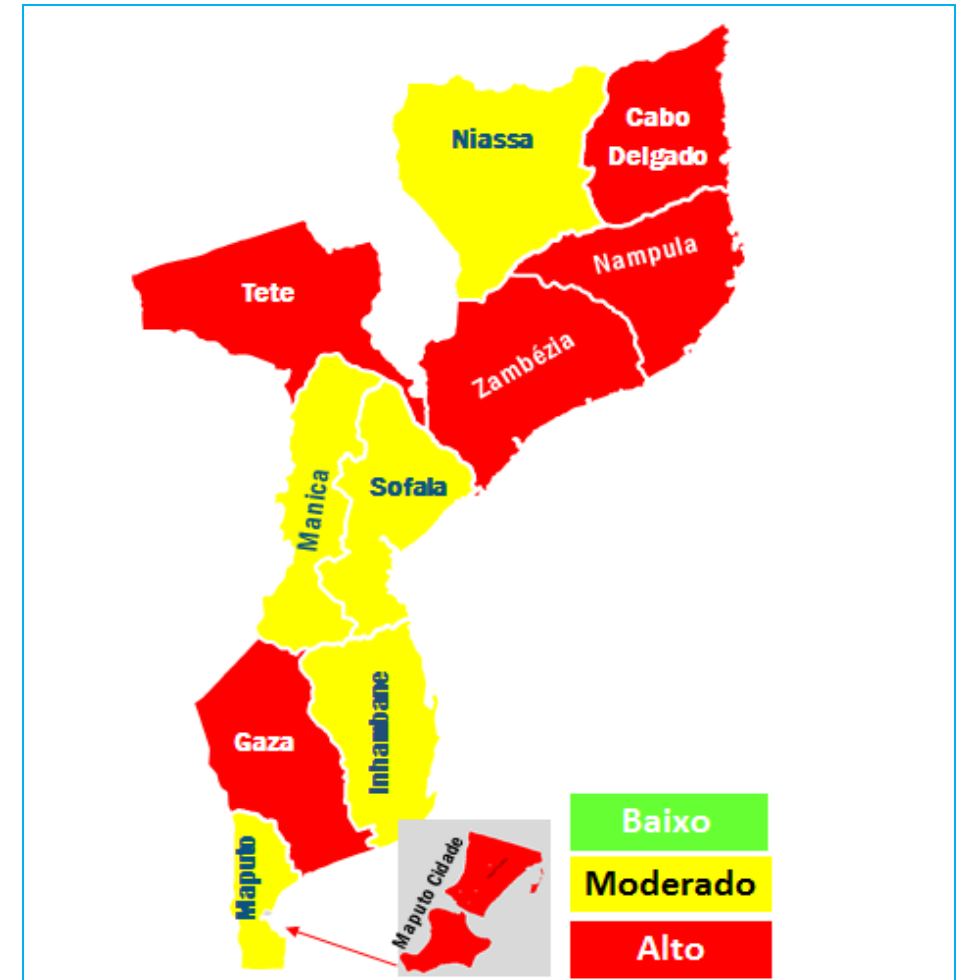 Cabo
Delgado
Niassa
Nampula
Tete
Zambézia
Sofala
Manica
Inhambane
Gaza
Baixo
Maputo
Maputo Cidade
Moderado
Alto